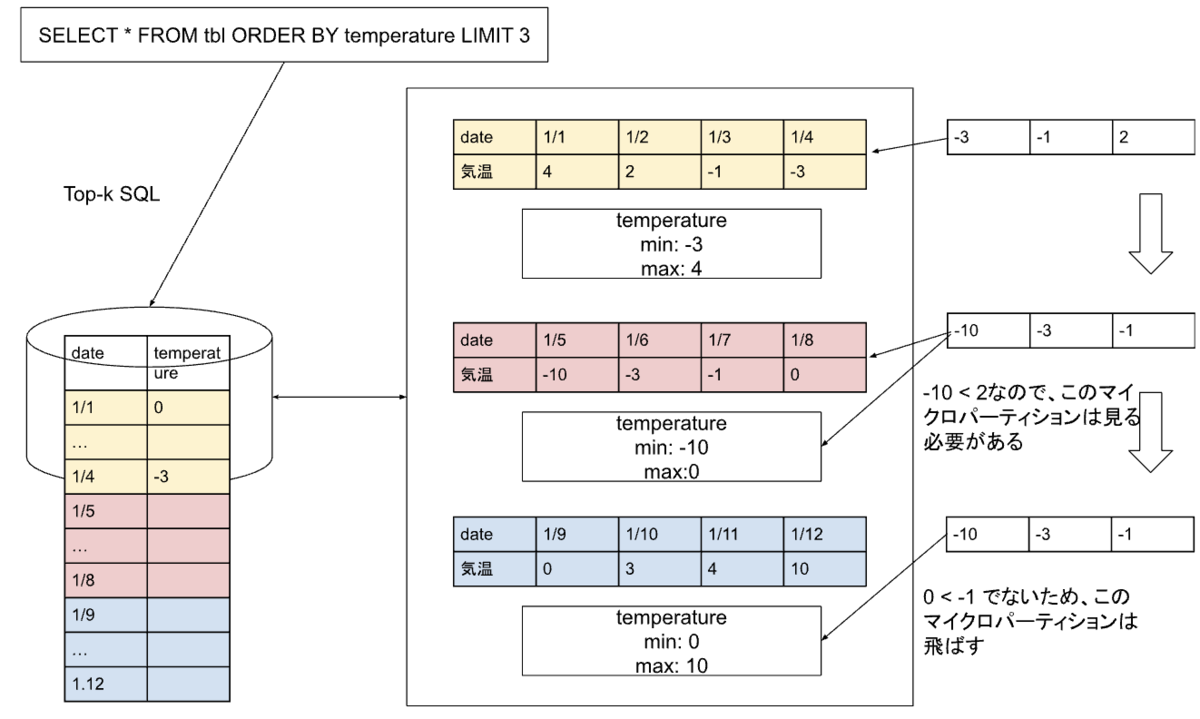 SELECT * FROM tbl ORDER BY temperature LIMIT 3
Top-k SQL
date temperat
ure
1/1 0
…
1/4 -3
1/5
…
1/8
1/9
…
1.12
date 1/1 1/2 1/3 1/4
気温 4 2 -1 -3
temperature
min: -3
max: 4
date 1/5 1/6 1/7 1/8
気温 -10 -3 -1 0
temperature
min: -10
max:0
date 1/9 1/10 1/11 1/12
気温 0 3 4 10
temperature
min: 0
max: 10
-3 -1 2
-10 -3 -1
-10 < 2なので、このマイ
クロパーティションは見る
必要がある
-10 -3 -1
0 < -1 でないため、この
マイクロパーティションは
飛ばす